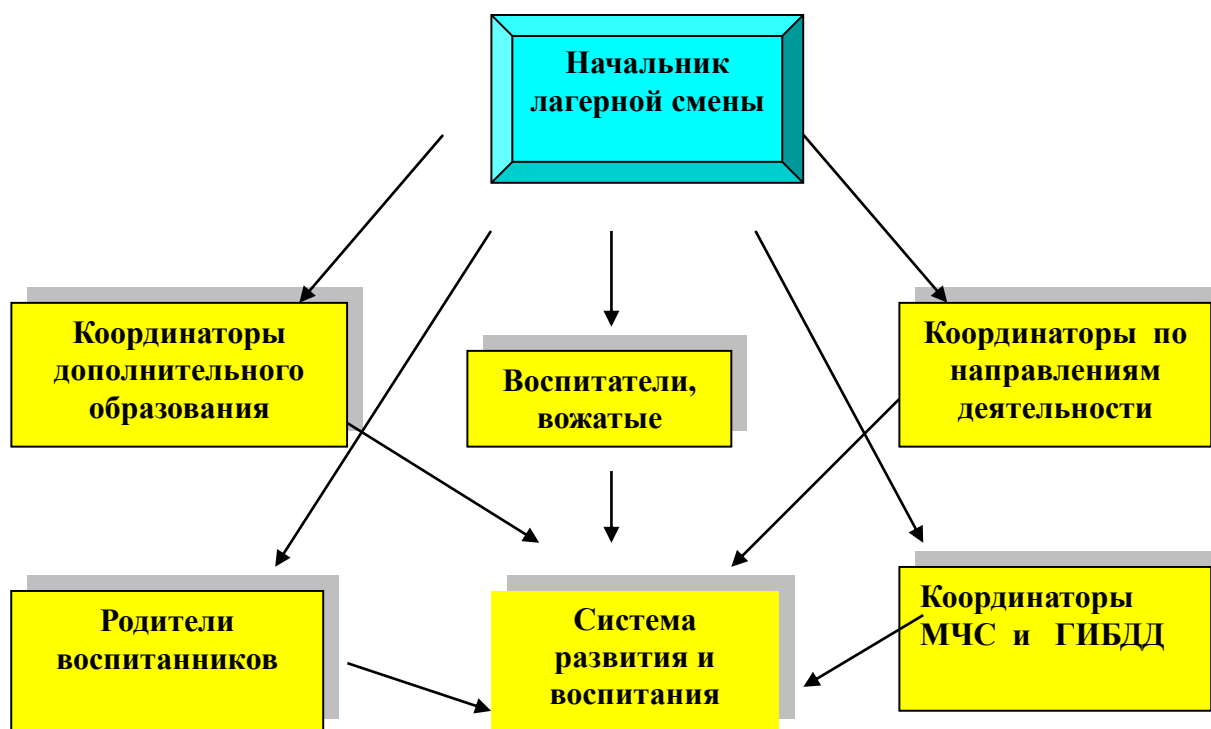 Начальник
лагерной смены
Координаторы
дополнительного
образования
Воспитатели,
вожатые
Координаторы по
направлениям
деятельности
Родители
воспитанников
Система
развития и
воспитания
Координаторы
МЧС и ГИБДД